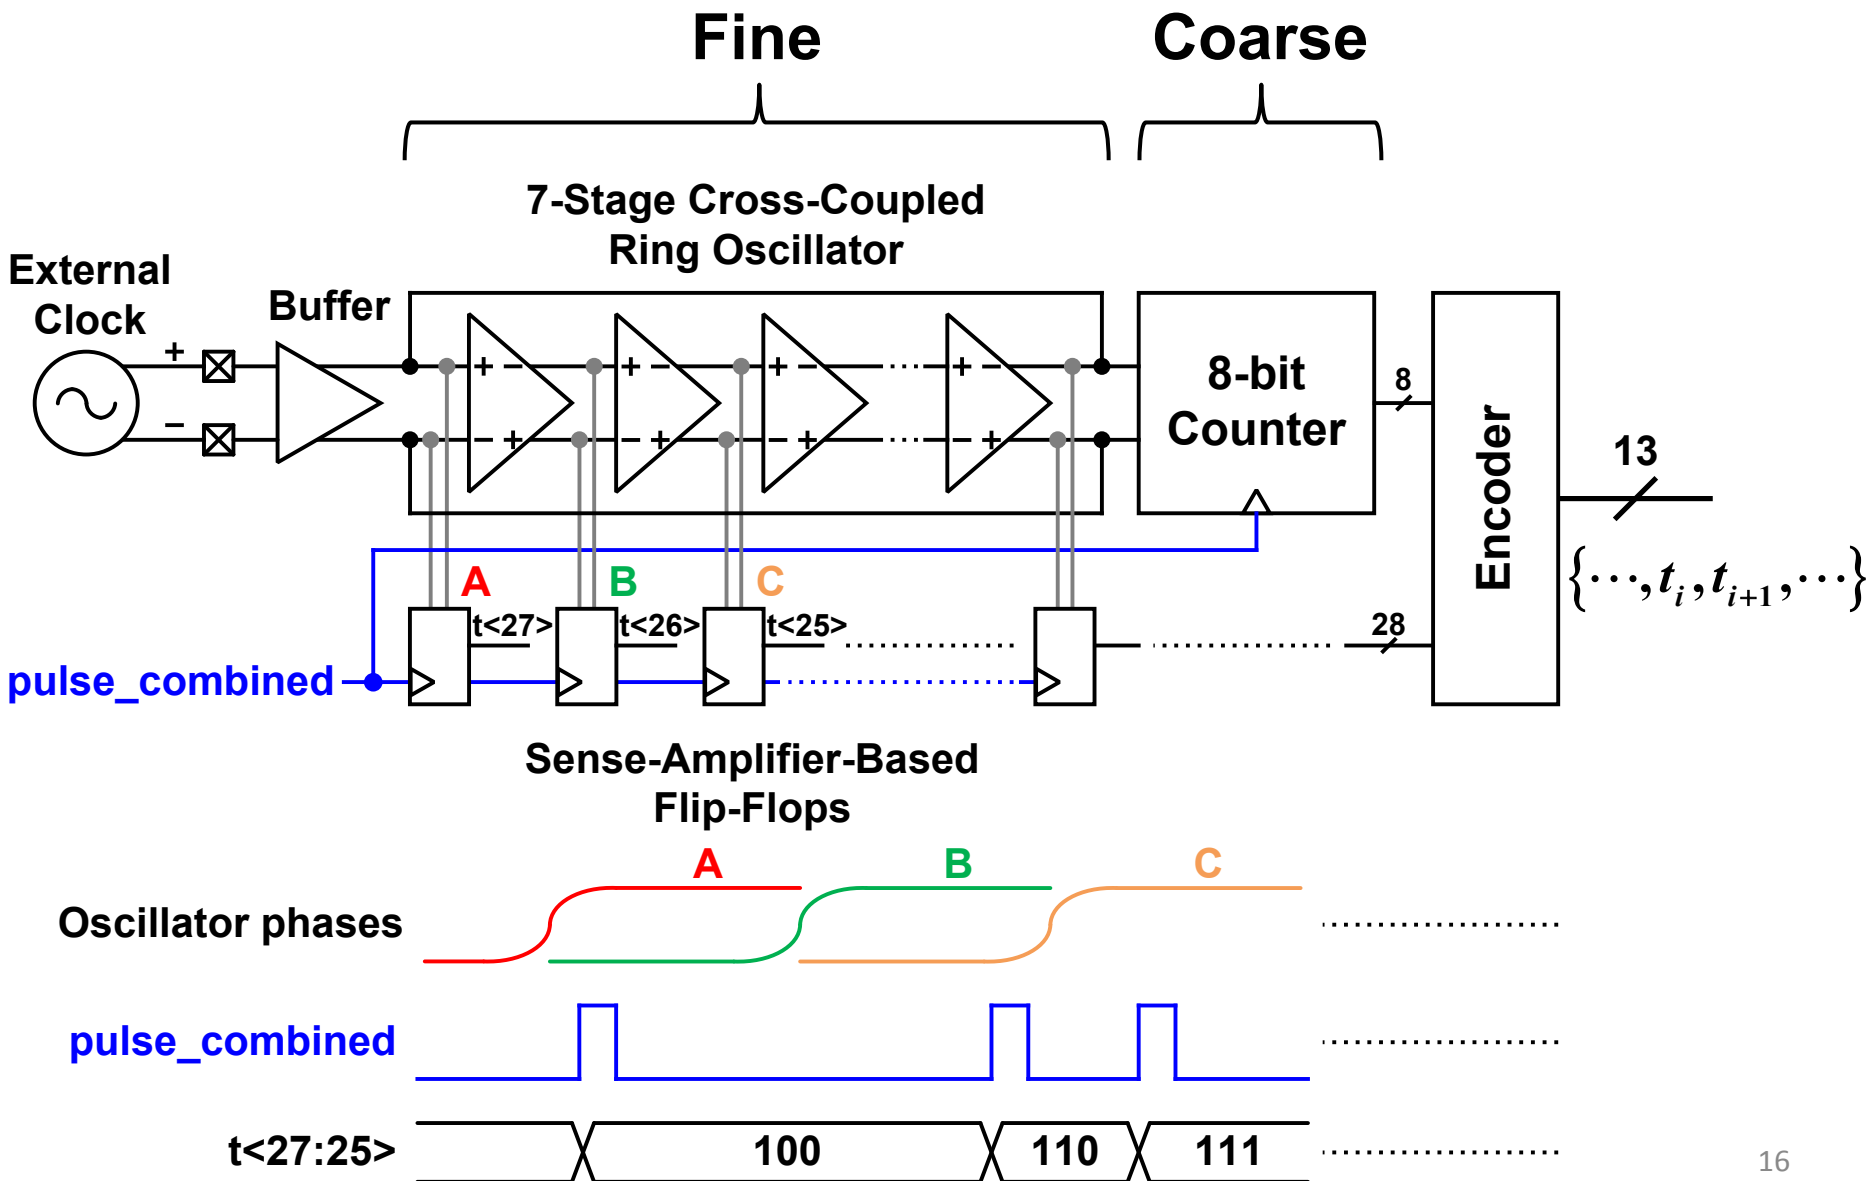 Fine
Coarse
7-Stage Cross-Coupled
Ring Oscillator
External
Clock
Buffer
+
−
+ −
− +
+ −
− +
+ −
− +
+ −
− +
8-bit
Counter
8
Encoder
13
{⋯, t_i, t_{i+1}, ⋯}
A
B
C
t<27>
t<26>
t<25>
28
pulse_combined
Sense-Amplifier-Based
Flip-Flops
A
B
C
Oscillator phases
pulse_combined
t<27:25>
100
110
111
16